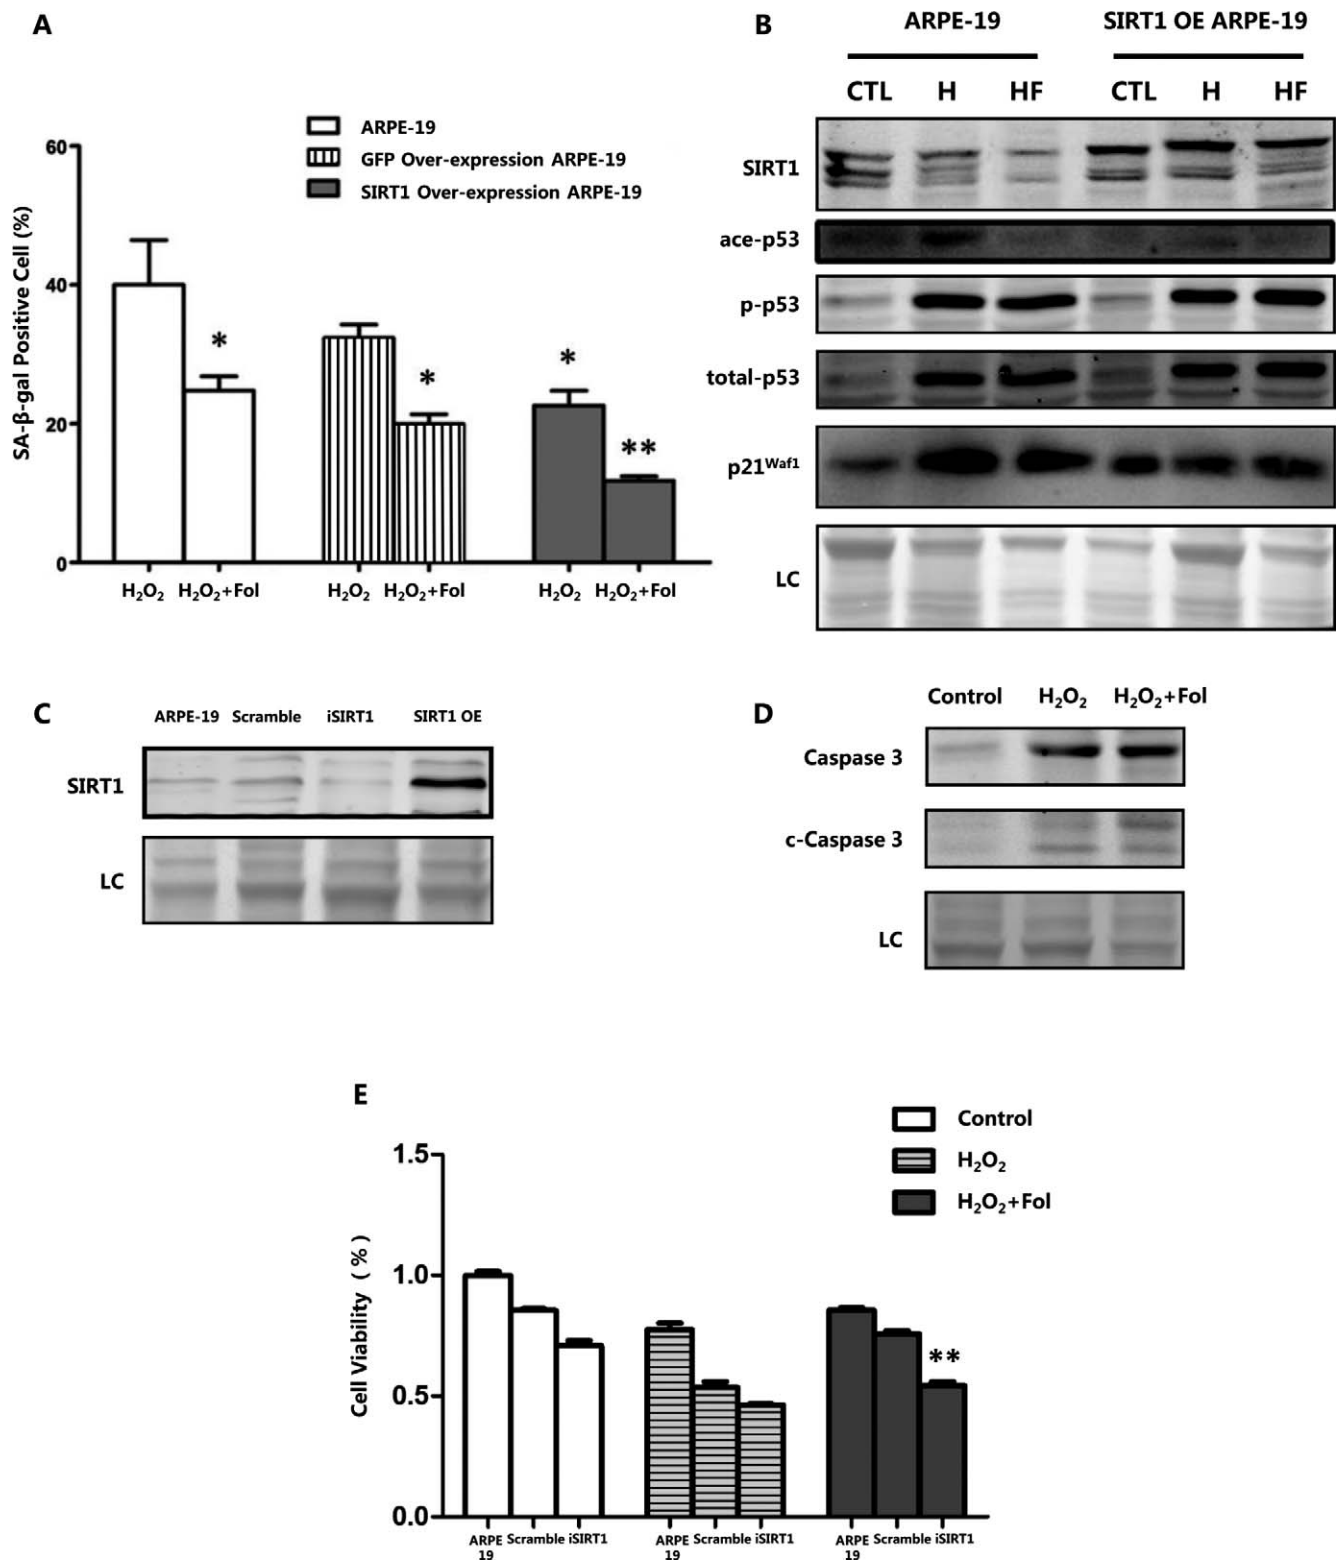 A
ARPE-19
GFP Over-expression ARPE-19
SIRT1 Over-expression ARPE-19
SA-β-gal Positive Cell (%)
60
40
20
0
*
*
*
**
H₂O₂ H₂O₂+Fol H₂O₂ H₂O₂+Fol H₂O₂ H₂O₂+Fol
B
ARPE-19 SIRT1 OE ARPE-19
CTL H HF CTL H HF
SIRT1
ace-p53
p-p53
total-p53
p21Waf1
LC
C
ARPE-19 Scramble iSIRT1 SIRT1 OE
SIRT1
LC
D
Control H₂O₂ H₂O₂+Fol
Caspase 3
c-Caspase 3
LC
E
Control
H₂O₂
H₂O₂+Fol
Cell Viability ( % )
1.5
1.0
0.5
0.0
**
ARPE Scramble iSIRT1 ARPE Scramble iSIRT1 ARPE Scramble iSIRT1
19 19 19